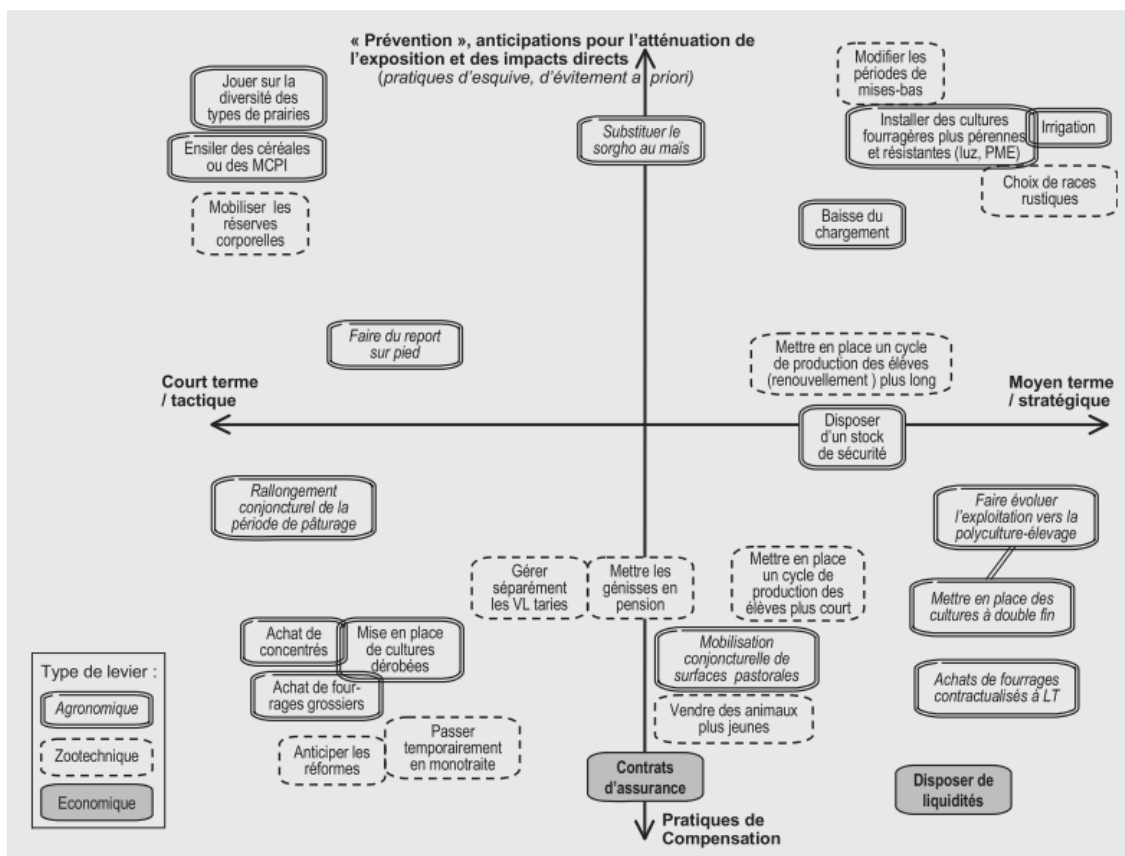 « Prévention », anticipations pour l'atténuation de
l'exposition et des impacts directs
(pratiques d'esquive, d'évitement a priori)
Jouer sur la
diversité des
types de prairies
Ensiler des céréales
ou des MCPI
Mobiliser les
réserves
corporelles
Substituer le
sorgho au maïs
Modifier les
périodes de
mises-bas
Installer des cultures
fourragères plus pérennes
et résistantes (luz, PME)
Irrigation
Choix de races
rustiques
Baisse du
chargement
Faire du report
sur pied
Mettre en place un cycle
de production des élèves
(renouvellement ) plus long
Court terme
/ tactique
Moyen terme
/ stratégique
Disposer
d'un stock
de sécurité
Rallongement
conjoncturel de la
période de pâturage
Faire évoluer
l'exploitation vers la
polyculture-élevage
Gérer
séparément
les VL taries
Mettre les
génisses en
pension
Mettre en place
un cycle de
production des
élèves plus court
Mettre en place des
cultures à double fin
Achat de
concentrés
Mise en place
de cultures
dérobées
Mobilisation
conjoncturelle de
surfaces pastorales
Achat de four-
rages grossiers
Achats de fourrages
contractualisés à LT
Vendre des animaux
plus jeunes
Anticiper les
réformes
Passer
temporairement
en monotraite
Contrats
d'assurance
Disposer de
liquidités
Pratiques de
Compensation
Type de levier :
Agronomique
Zootechnique
Economique